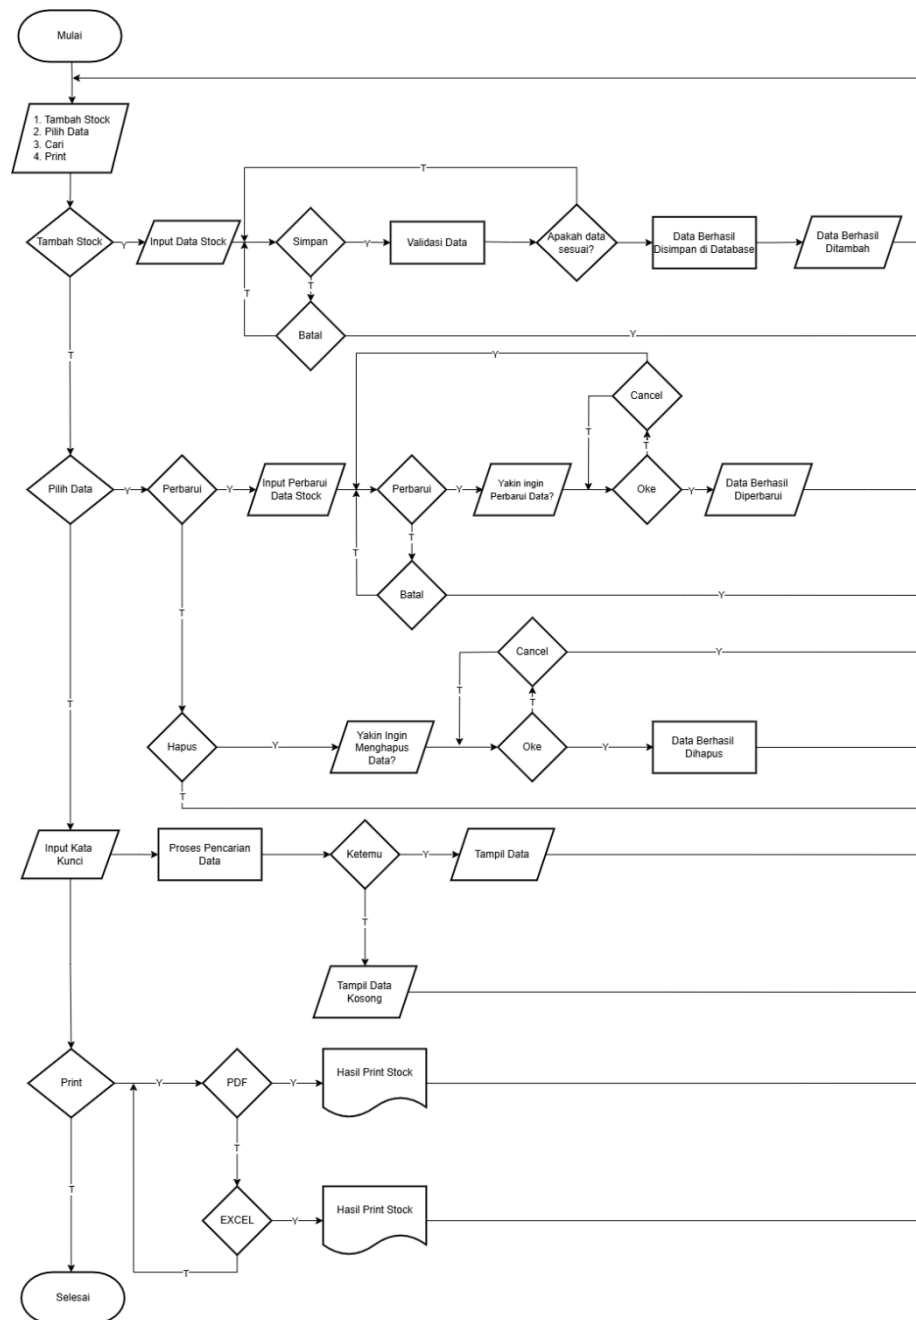 Mulai
1. Tambah Stock
2. Pilih Data
3. Cari
4. Print
T
Tambah Stock
Y
Input Data Stock
Simpan
Y
Validasi Data
Apakah data
sesuai?
Data Berhasil
Disimpan di Database
Data Berhasil
Ditambah
T
T
Batal
Y
T
Y
Cancel
T
T
Pilih Data
Y
Perbarui
Y
Input Perbarui
Data Stock
Perbarui
Y
Yakin ingin
Perbarui Data?
Oke
Y
Data Berhasil
Diperbarui
T
T
Batal
Y
T
Cancel
Y
T
T
T
Hapus
Y
Yakin Ingin
Menghapus
Data?
Oke
Y
Data Berhasil
Dihapus
T
Input Kata
Kunci
Proses Pencarian
Data
Ketemu
Y
Tampil Data
T
Tampil Data
Kosong
Print
Y
PDF
Y
Hasil Print Stock
T
T
EXCEL
Y
Hasil Print Stock
T
Selesai